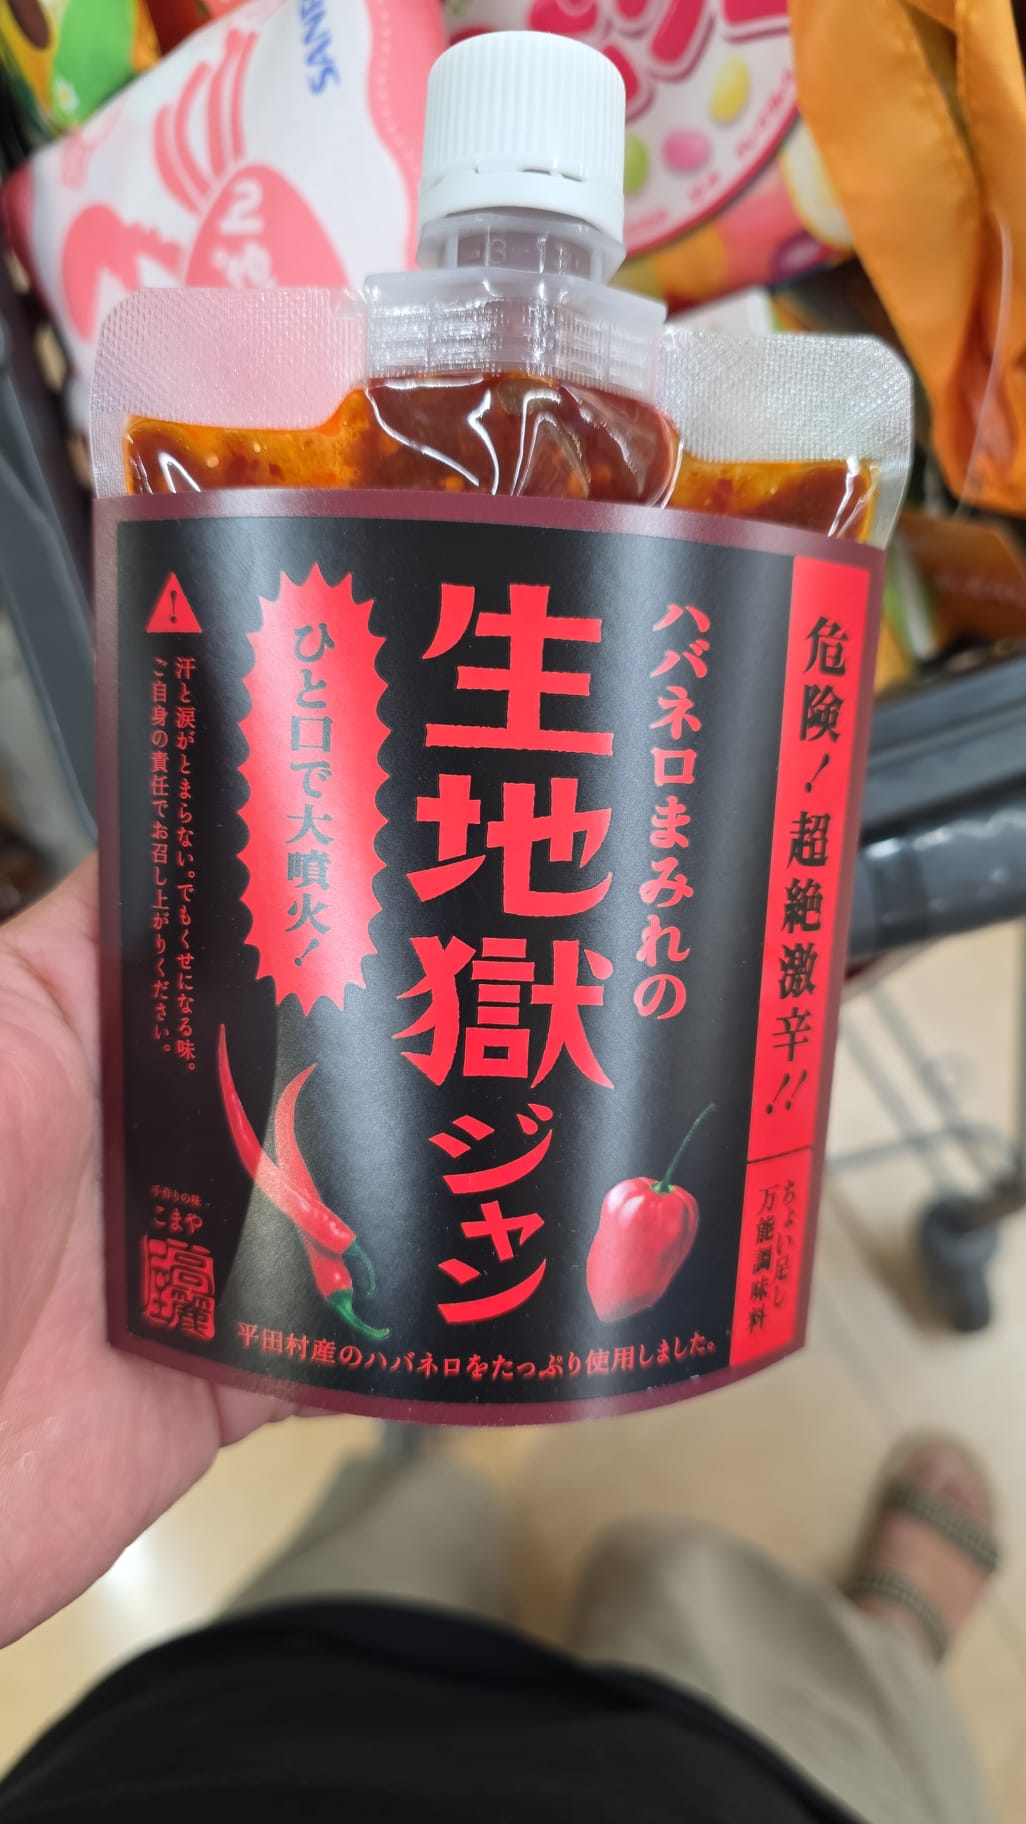 SANR
2
危険！超絶激辛！！
ちょい足し
万能調味料
ハバネロまみれの
生地獄ジャン
ひと口で大噴火！
汗と涙がとまらない。でもくせになる味。
ご自身の責任でお召し上がりください。
手作りの味
こまや
高麗
平田村産のハバネロをたっぷり使用しました。